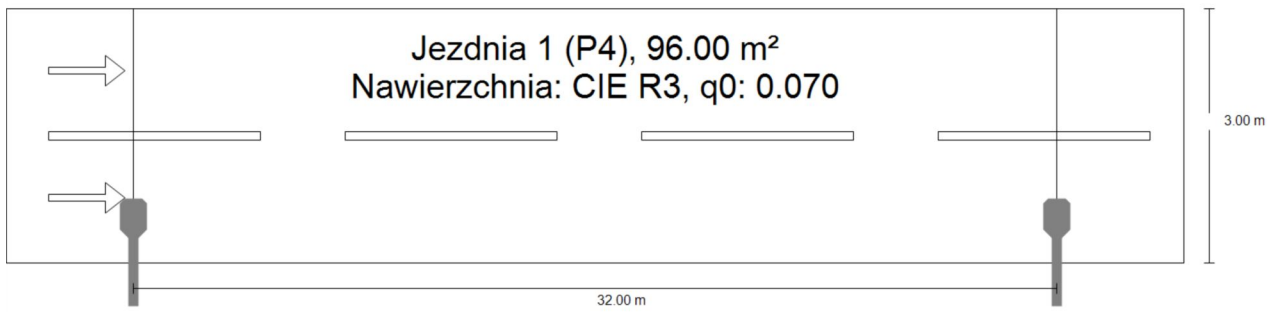 Jezdnia 1 (P4), 96.00 m²
Nawierzchnia: CIE R3, q0: 0.070
3.00 m
32.00 m